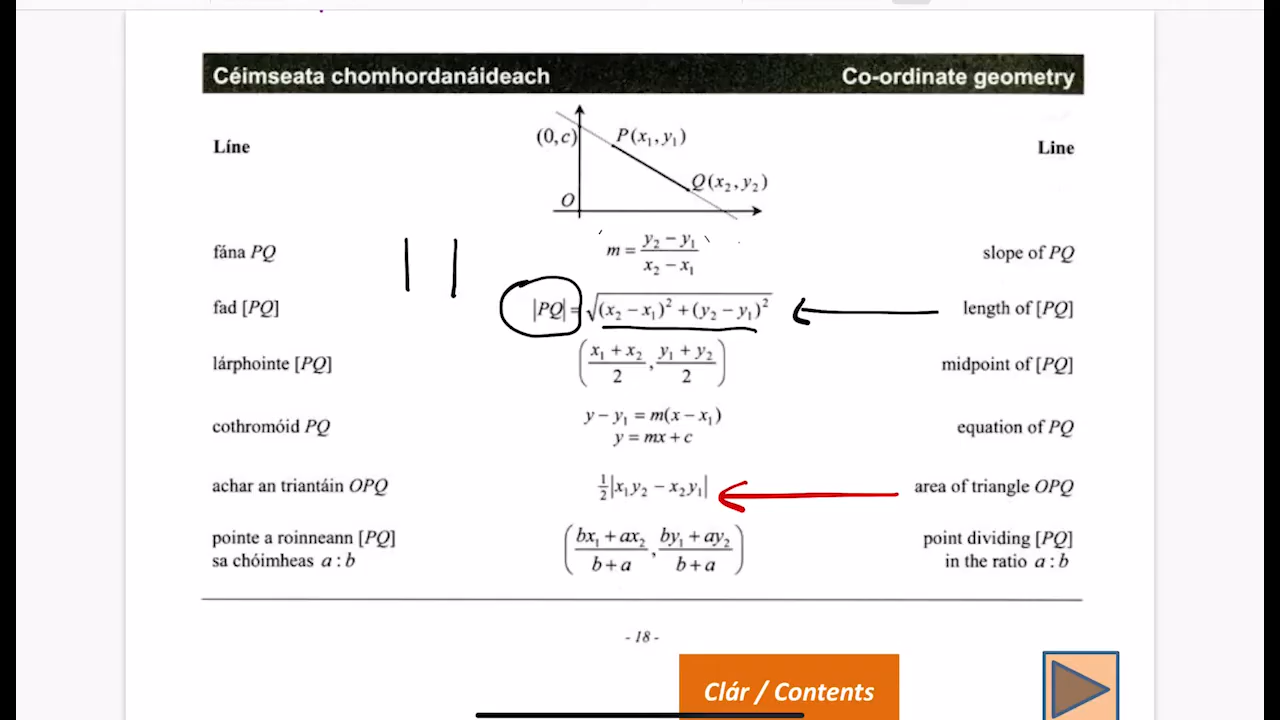 Céimseata chomhordanáideach Co-ordinate geometry
Líne Line
(0, c) P(x₁, y₁)
Q(x₂, y₂)
O
fána PQ m = (y₂ − y₁)/(x₂ − x₁) slope of PQ
fad [PQ] |PQ| = √((x₂ − x₁)² + (y₂ − y₁)²) length of [PQ]
lárphointe [PQ] ((x₁ + x₂)/2, (y₁ + y₂)/2) midpoint of [PQ]
cothromóid PQ y − y₁ = m(x − x₁) equation of PQ
y = mx + c
achar an triantáin OPQ ½|x₁y₂ − x₂y₁| area of triangle OPQ
pointe a roinneann [PQ] ((bx₁ + ax₂)/(b + a), (by₁ + ay₂)/(b + a)) point dividing [PQ]
sa chóimheas a : b in the ratio a : b
- 18 -
Clár / Contents